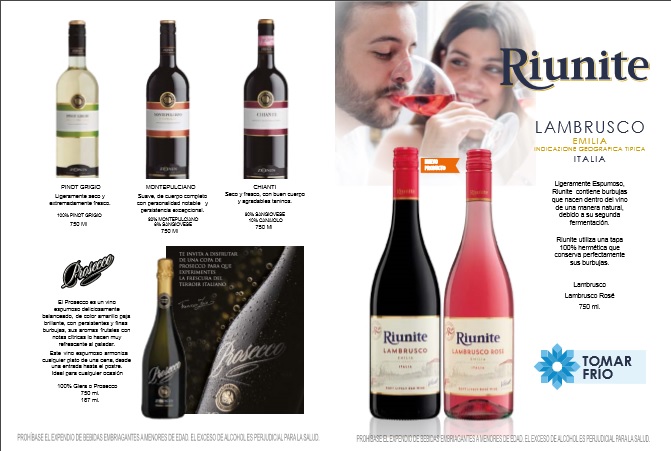 PINOT GRIGIO
Ligeramente seco y
extremadamente fresco.
100% PINOT GRIGIO
750 Ml
MONTEPULCIANO
Suave, de cuerpo completo
con personalidad notable y
persistencia excepcional.
750 Ml
CHIANTI
Seco y fresco, con buen cuerpo
y agradables taninos.
90% SANGIOVESE
10% CANAIOLO
750 Ml
Prosecco
El Prosecco es un vino
espumoso deliciosamente
balanceado, de color amarillo paja
brillante, con persistentes y finas
burbujas, sus aromas frutales con
notas cítricas lo hacen muy
refrescante al paladar.
Este vino espumoso armoniza
cualquier plato de una cena, desde
una entrada hasta el postre.
Ideal para cualquier ocasión
100% Glera o Prosecco
750 ml.
187 ml.
TE INVITA A DISFRUTAR
DE UNA COPA DE
PROSECCO PARA QUE
EXPERIMENTES
LA FRESCURA DEL
TERROIR ITALIANO
Prosecco
PROHÍBASE EL EXPENDIO DE BEBIDAS EMBRIAGANTES A MENORES DE EDAD. EL EXCESO DE ALCOHOL ES PERJUDICIAL PARA LA SALUD.
Riunite
LAMBRUSCO
EMILIA
INDICAZIONE GEOGRAFICA TIPICA
ITALIA
NUEVO
PRODUCTO
Ligeramente Espumoso,
Riunite contiene burbujas
que nacen dentro del vino
de una manera natural,
debido a su segunda
fermentación.
Riunite utiliza una tapa
100% hermética que
conserva perfectamente
sus burbujas.
Lambrusco
Lambrusco Rosé
750 ml.
Riunite
LAMBRUSCO
EMILIA
ITALIA
Riunite
LAMBRUSCO ROSÉ
EMILIA
ITALIA
TOMAR
FRÍO
PROHÍBASE EL EXPENDIO DE BEBIDAS EMBRIAGANTES A MENORES DE EDAD. EL EXCESO DE ALCOHOL ES PERJUDICIAL PARA LA SALUD.